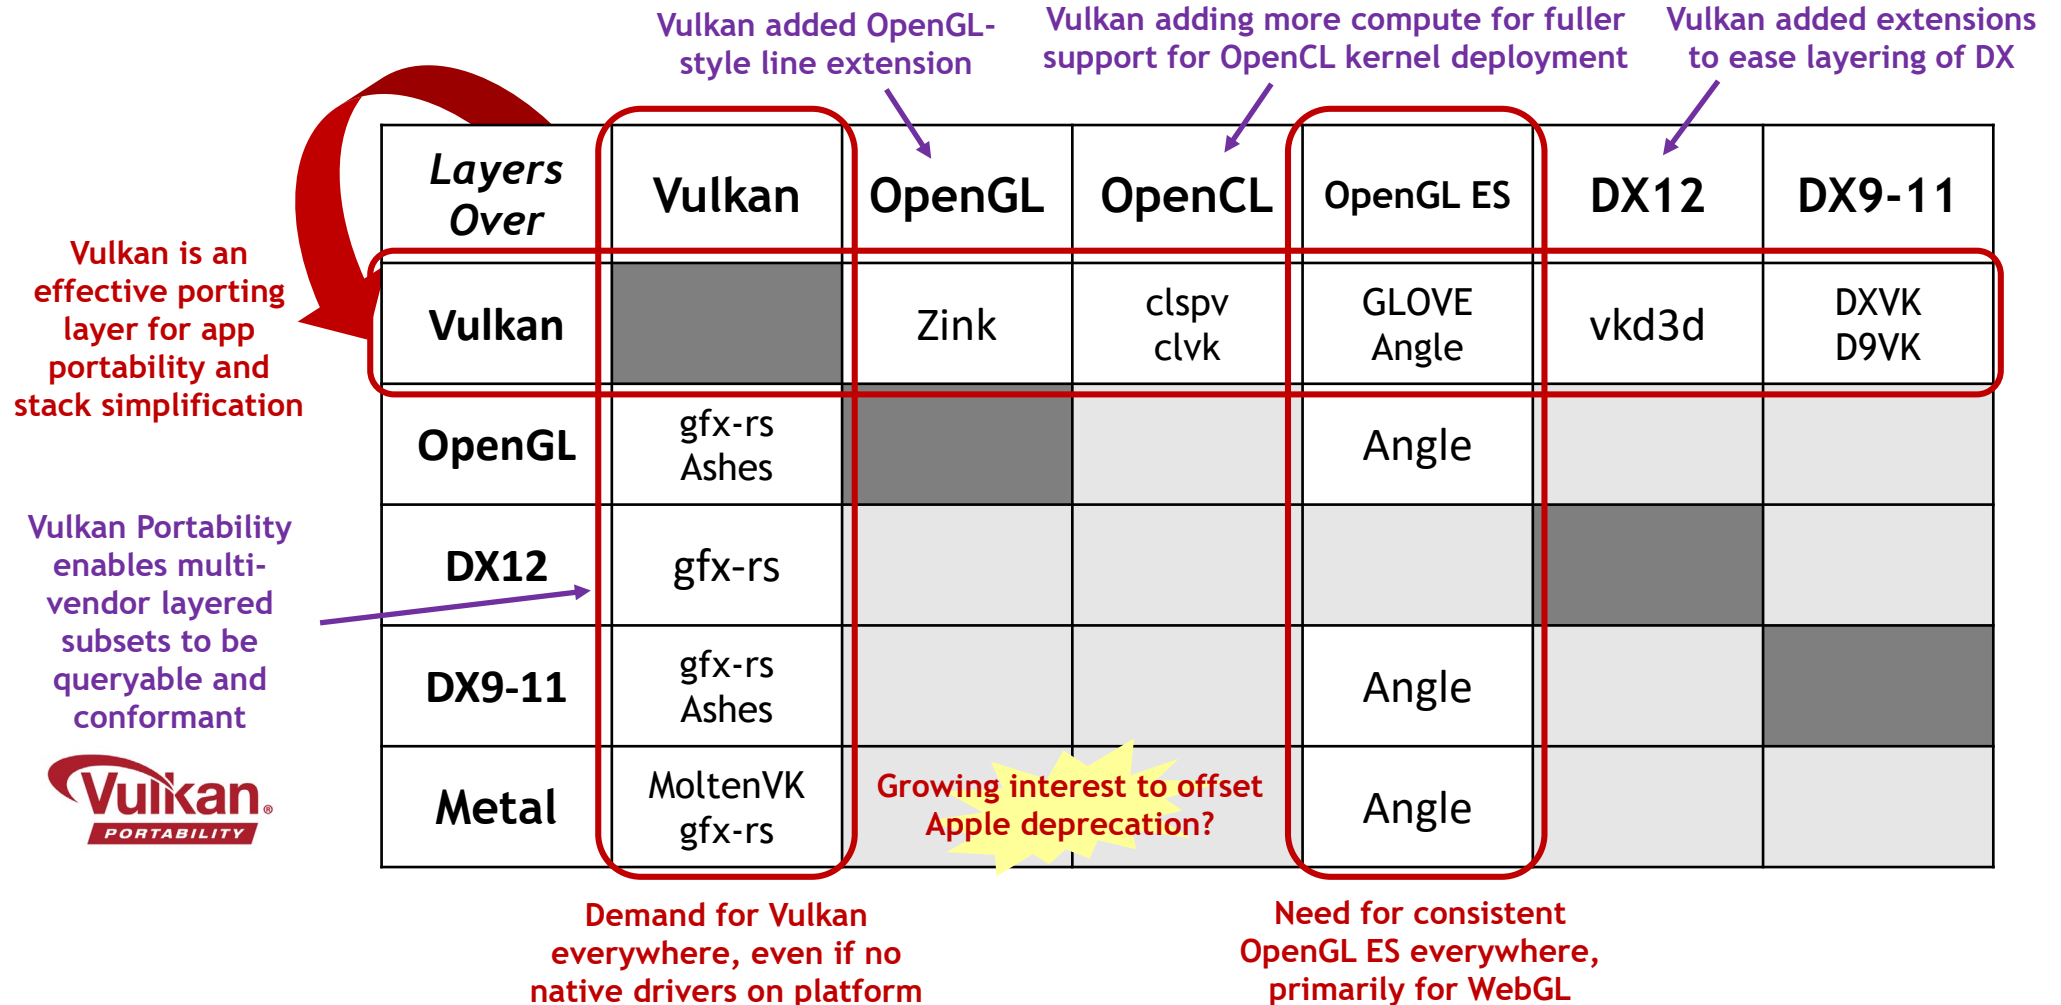 Vulkan added OpenGL-
style line extension
Vulkan adding more compute for fuller
support for OpenCL kernel deployment
Vulkan added extensions
to ease layering of DX
Layers
Over
Vulkan
OpenGL
OpenCL
OpenGL ES
DX12
DX9-11
Vulkan is an
effective porting
layer for app
portability and
stack simplification
Vulkan
Zink
clspv
clvk
GLOVE
Angle
vkd3d
DXVK
D9VK
OpenGL
gfx-rs
Ashes
Angle
Vulkan Portability
enables multi-
vendor layered
subsets to be
queryable and
conformant
DX12
gfx-rs
DX9-11
gfx-rs
Ashes
Angle
Vulkan®
PORTABILITY
Metal
MoltenVK
gfx-rs
Growing interest to offset
Apple deprecation?
Angle
Demand for Vulkan
everywhere, even if no
native drivers on platform
Need for consistent
OpenGL ES everywhere,
primarily for WebGL